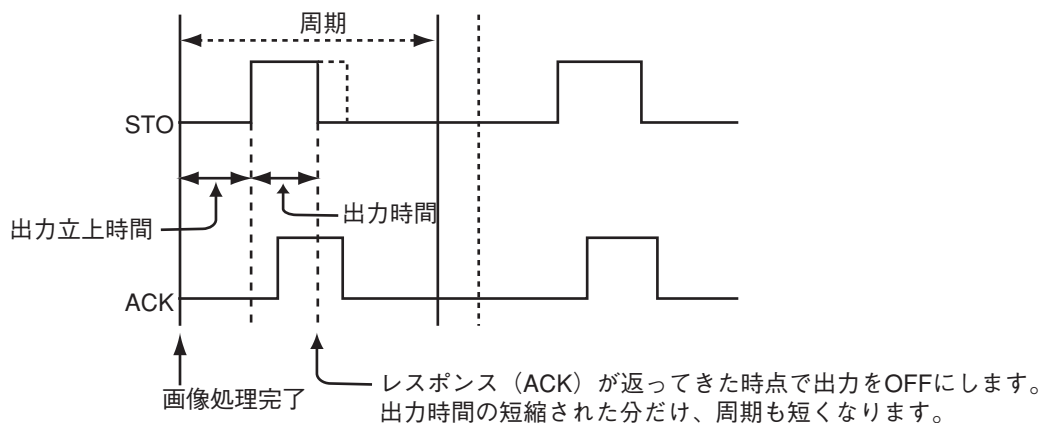 周期
STO
出力立上時間
出力時間
ACK
画像処理完了
レスポンス（ACK）が返ってきた時点で出力をOFFにします。
出力時間の短縮された分だけ、周期も短くなります。